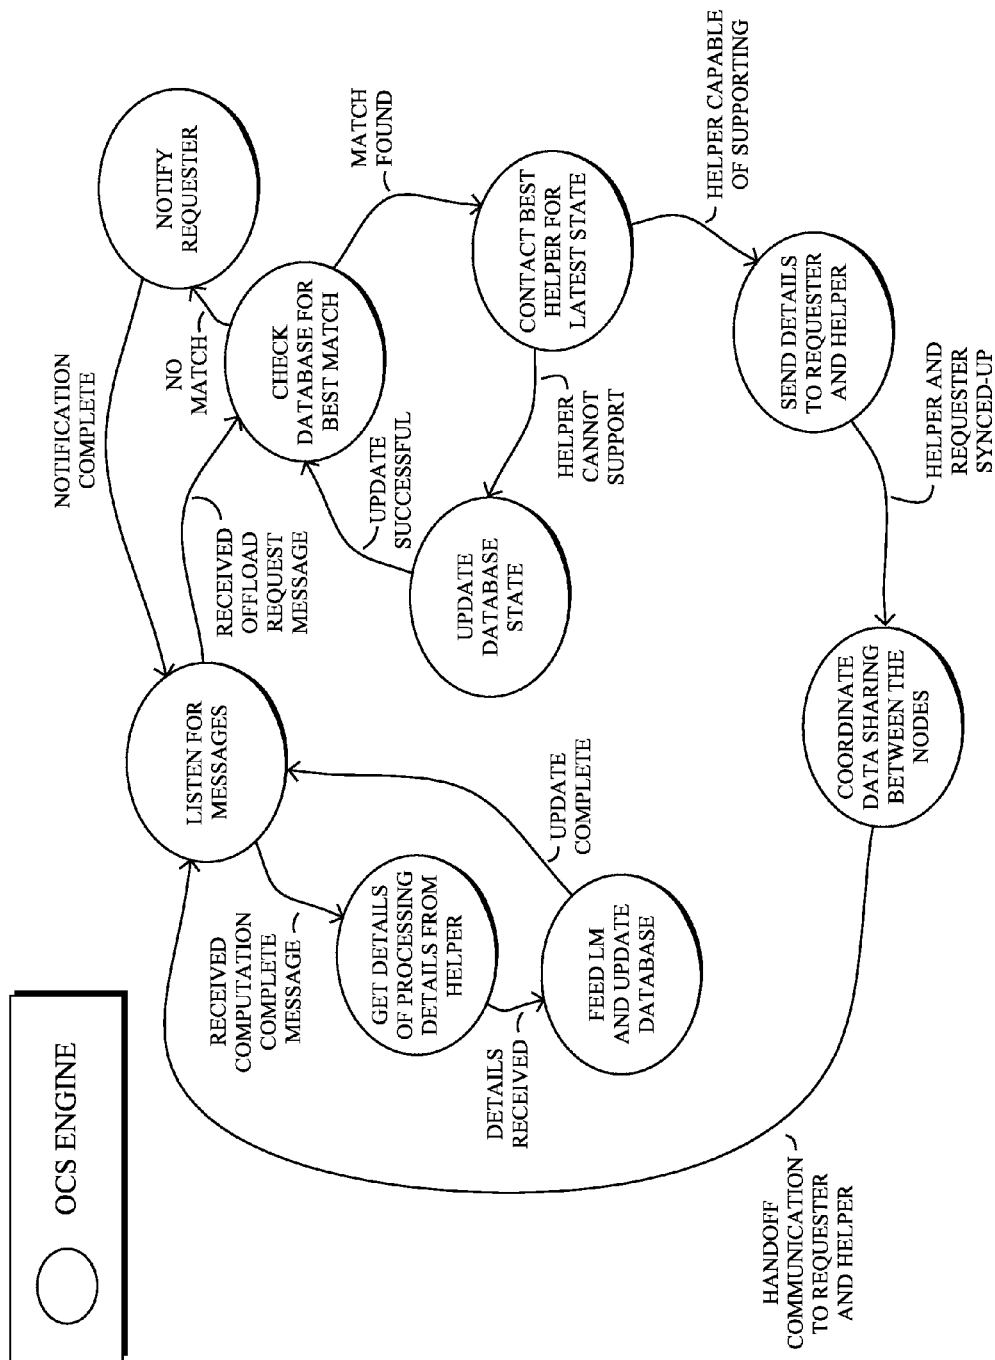 OCS ENGINE
LISTEN FOR
MESSAGES
NOTIFICATION
COMPLETE
NOTIFY
REQUESTER
RECEIVED
OFFLOAD
REQUEST
MESSAGE
NO
MATCH
CHECK
DATABASE FOR
BEST MATCH
MATCH
FOUND
UPDATE
SUCCESSFUL
UPDATE
DATABASE
STATE
HELPER
CANNOT
SUPPORT
CONTACT BEST
HELPER FOR
LATEST STATE
HELPER CAPABLE
OF SUPPORTING
SEND DETAILS
TO REQUESTER
AND HELPER
HELPER AND
REQUESTER
SYNCED-UP
COORDINATE
DATA SHARING
BETWEEN THE
NODES
HANDOFF
COMMUNICATION
TO REQUESTER
AND HELPER
RECEIVED
COMPUTATION
COMPLETE
MESSAGE
GET DETAILS
OF PROCESSING
DETAILS FROM
HELPER
DETAILS
RECEIVED
FEED LM
AND UPDATE
DATABASE
UPDATE
COMPLETE